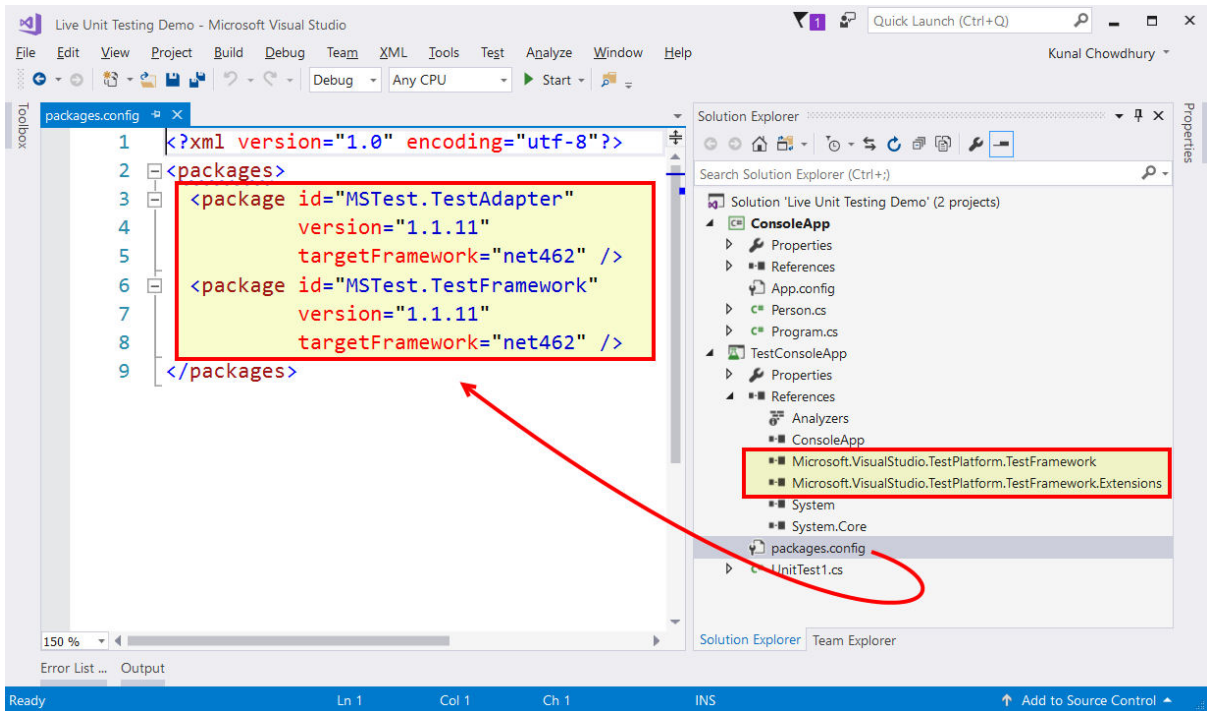 Live Unit Testing Demo - Microsoft Visual Studio
1
Quick Launch (Ctrl+Q)
File Edit View Project Build Debug Team XML Tools Test Analyze Window Help
Kunal Chowdhury
Debug Any CPU Start
Toolbox
packages.config
1 <?xml version="1.0" encoding="utf-8"?>
2 <packages>
3 <package id="MSTest.TestAdapter"
4 version="1.1.11"
5 targetFramework="net462" />
6 <package id="MSTest.TestFramework"
7 version="1.1.11"
8 targetFramework="net462" />
9 </packages>
150 %
Solution Explorer
Search Solution Explorer (Ctrl+;)
Solution 'Live Unit Testing Demo' (2 projects)
C# ConsoleApp
Properties
References
App.config
C# Person.cs
C# Program.cs
TestConsoleApp
Properties
References
Analyzers
ConsoleApp
Microsoft.VisualStudio.TestPlatform.TestFramework
Microsoft.VisualStudio.TestPlatform.TestFramework.Extensions
System
System.Core
packages.config
C# UnitTest1.cs
Solution Explorer Team Explorer
Properties
Error List ... Output
Ready Ln 1 Col 1 Ch 1 INS Add to Source Control